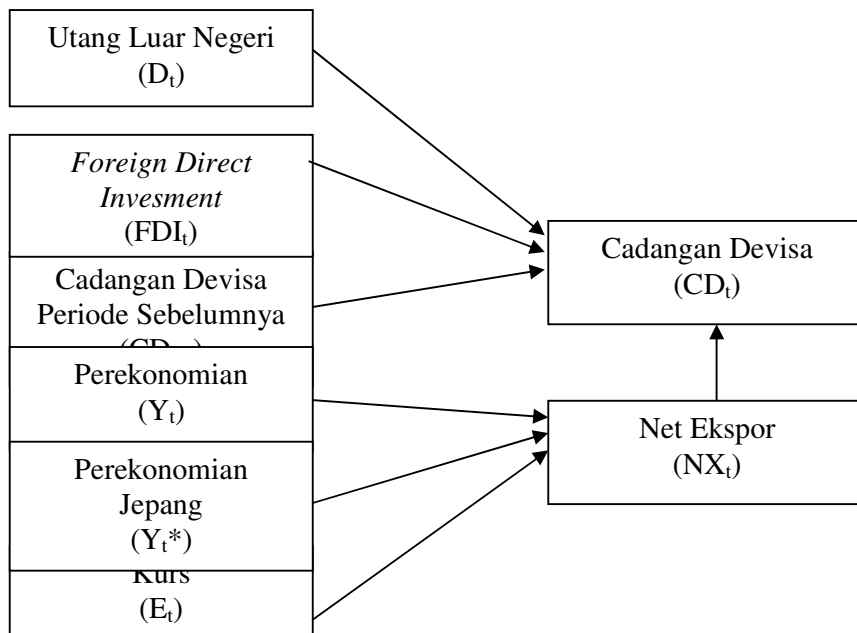 Utang Luar Negeri
(Dt)
Foreign Direct
Invesment
(FDIt)
Cadangan Devisa
Periode Sebelumnya
Perekonomian
(Yt)
Perekonomian
Jepang
(Yt*)
Kurs
(Et)
Cadangan Devisa
(CDt)
Net Ekspor
(NXt)